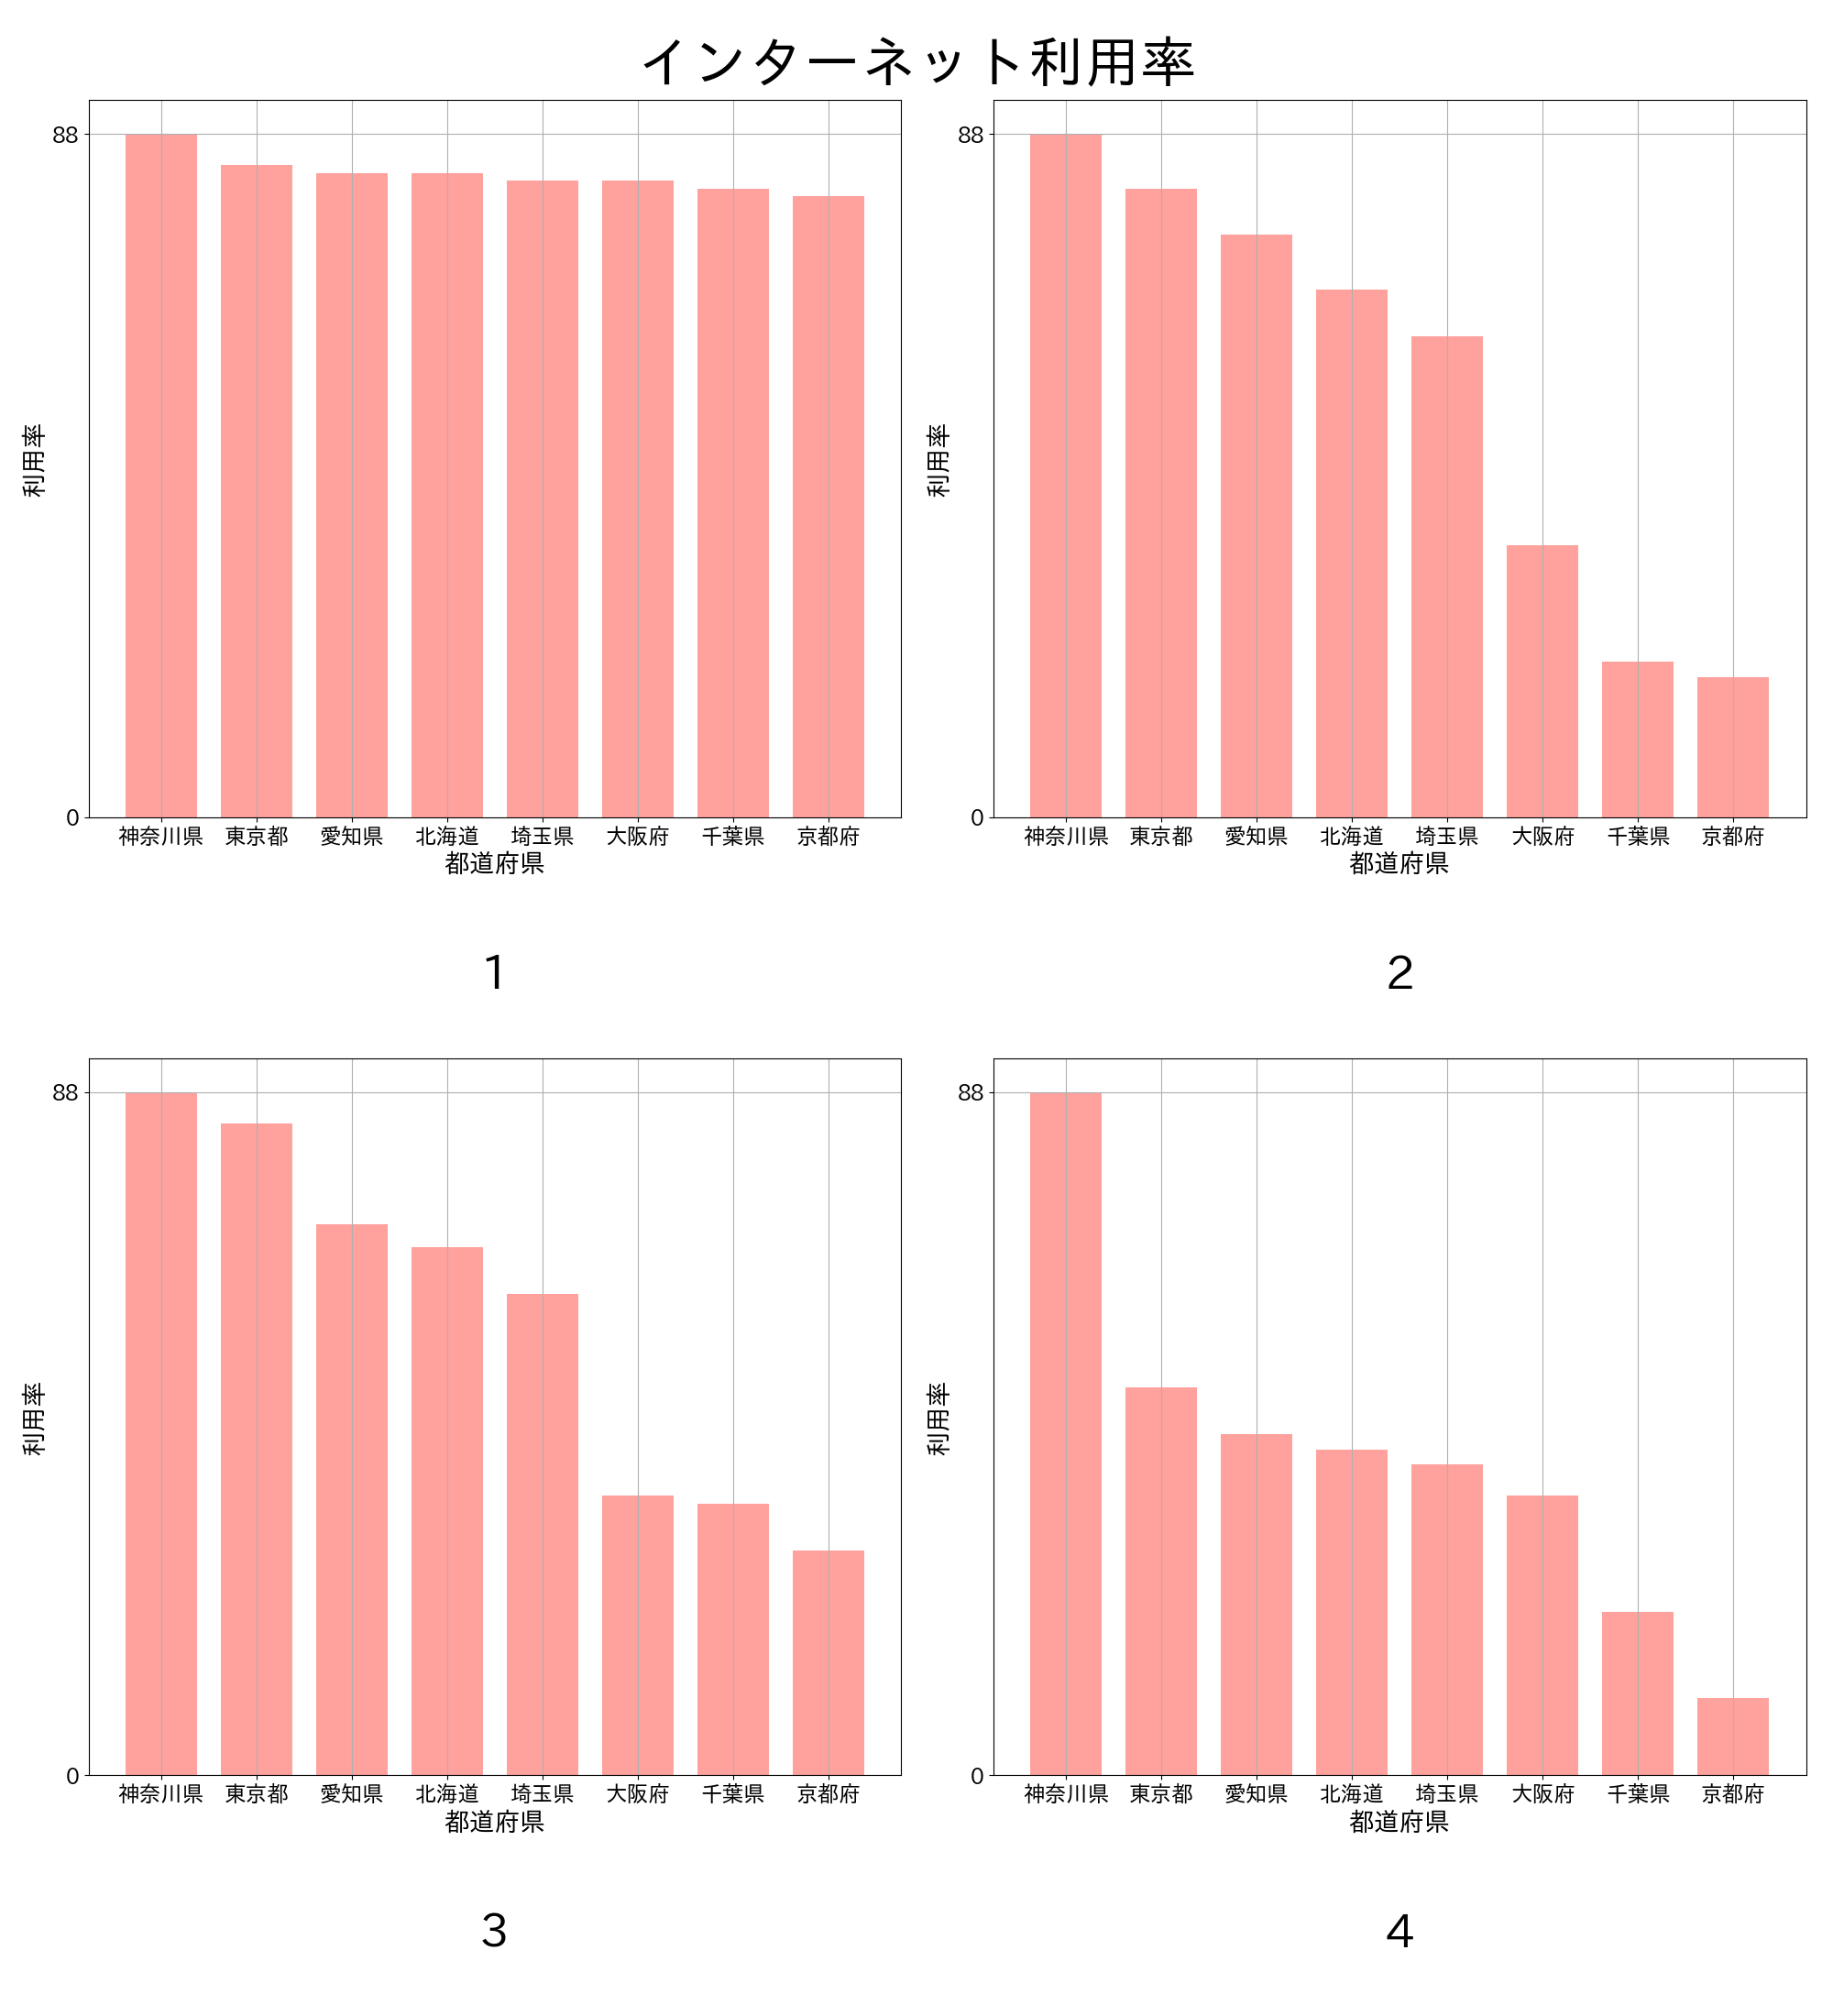 インターネット利用率
88
0
利用率
神奈川県 東京都 愛知県 北海道 埼玉県 大阪府 千葉県 京都府
都道府県
1
88
0
利用率
神奈川県 東京都 愛知県 北海道 埼玉県 大阪府 千葉県 京都府
都道府県
2
88
0
利用率
神奈川県 東京都 愛知県 北海道 埼玉県 大阪府 千葉県 京都府
都道府県
3
88
0
利用率
神奈川県 東京都 愛知県 北海道 埼玉県 大阪府 千葉県 京都府
都道府県
4